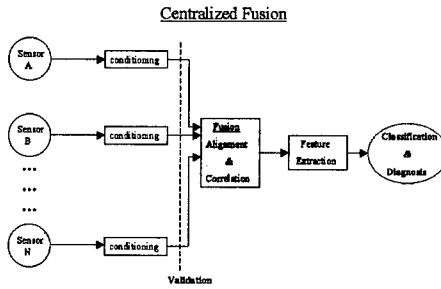 Centralized Fusion
Sensor
A
conditioning
Sensor
B
conditioning
Fusion
Alignment
&
Correlation
Feature
Extraction
Classification
&
Diagnosis
...
...
...
Sensor
N
conditioning
Validation